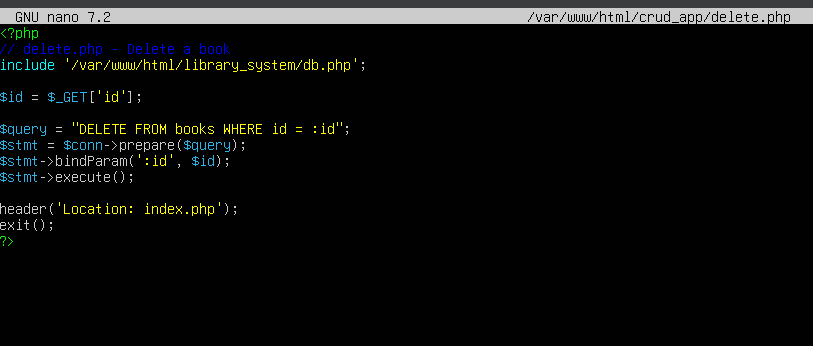 GNU nano 7.2 /var/www/html/crud_app/delete.php
<?php
// delete.php - Delete a book
include '/var/www/html/library_system/db.php';
$id = $_GET['id'];
$query = "DELETE FROM books WHERE id = :id";
$stmt = $conn->prepare($query);
$stmt->bindParam(':id', $id);
$stmt->execute();
header('Location: index.php');
exit();
?>